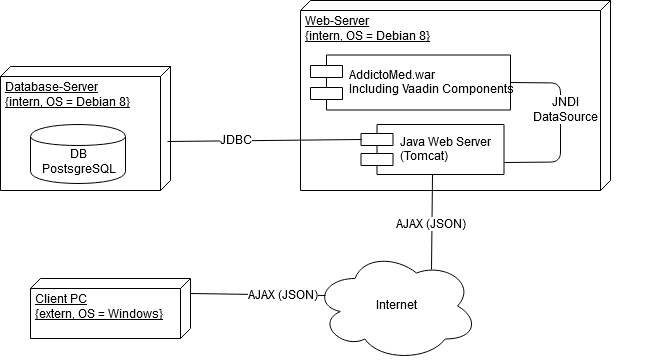 Web-Server
{intern, OS = Debian 8}
AddictoMed.war
Including Vaadin Components
JNDI
DataSource
Java Web Server
(Tomcat)
Database-Server
{intern, OS = Debian 8}
DB
PostsgreSQL
JDBC
AJAX (JSON)
Client PC
{extern, OS = Windows}
AJAX (JSON)
Internet